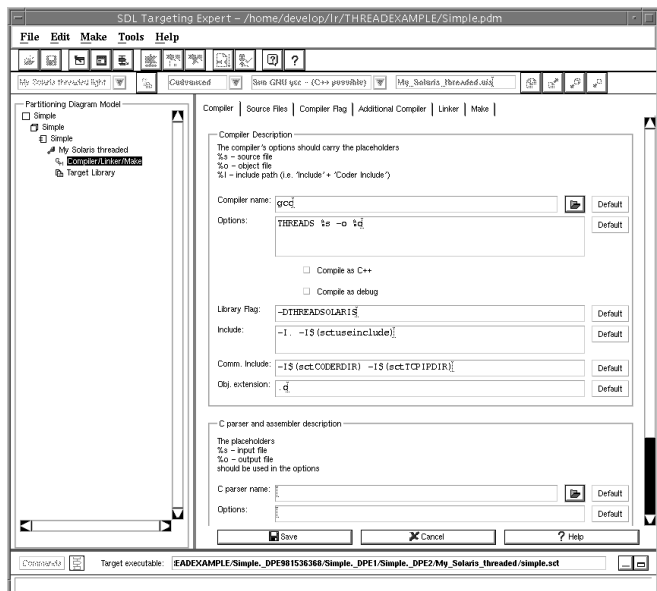 SDL Targeting Expert – /home/develop/lr/THREADEXAMPLE/Simple.pdm
File Edit Make Tools Help
My Solaris threaded light Cadvanced Sun GNU gcc – (C++ possible) My_Solaris_threaded.its
Partitioning Diagram Model
Simple
Simple
Simple
My Solaris threaded
Compiler/Linker/Make
Target Library
Compiler Source Files Compiler Flag Additional Compiler Linker Make
Compiler Description
The compiler's options should carry the placeholders
%s – source file
%o – object file
%I – include path (i.e. 'Include' + 'Coder Include')
Compiler name: gcc Default
Options: THREADS %s -o %o Default
Compile as C++
Compile as debug
Library Flag: -DTHREADSOLARIS Default
Include: -I. -I$(sctuseinclude) Default
Comm. Include: -I$(sctCODERDIR) -I$(sctTCPIPDIR) Default
Obj. extension: .o Default
C parser and assembler description
The placeholders
%s – input file
%o – output file
should be used in the options
C parser name: Default
Options: Default
Save Cancel ? Help
Commands Target executable: :EADEXAMPLE/Simple._DPE981536368/Simple._DPE1/Simple._DPE2/My_Solaris_threaded/simple.sct